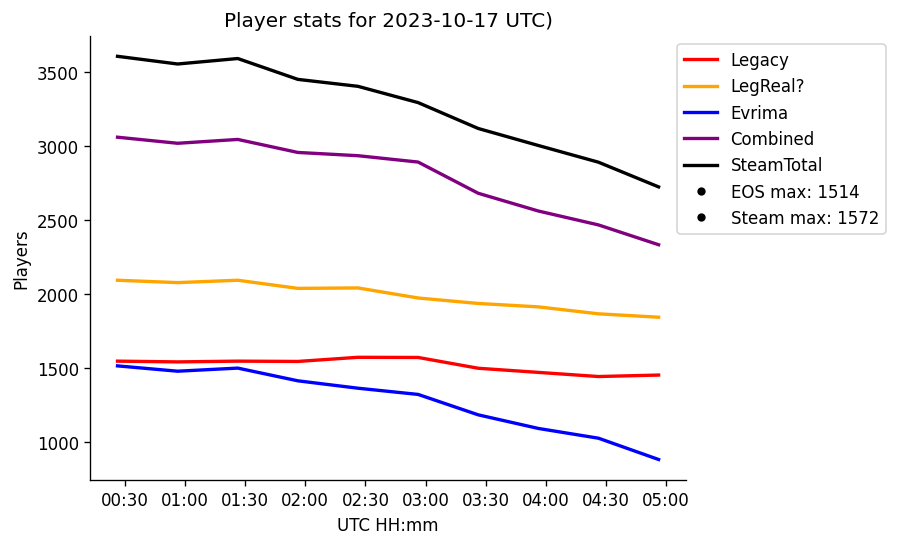 Player stats for 2023-10-17 UTC)
Legacy
LegReal?
Evrima
Combined
SteamTotal
EOS max: 1514
Steam max: 1572
Players
3500
3000
2500
2000
1500
1000
00:30 01:00 01:30 02:00 02:30 03:00 03:30 04:00 04:30 05:00
UTC HH:mm